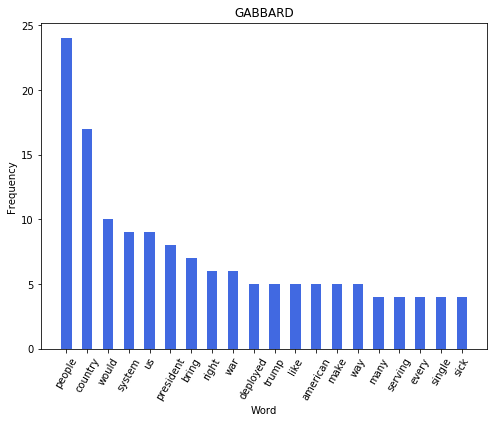 GABBARD
25
20
15
10
5
0
Frequency
people
country
would
system
us
president
bring
right
war
deployed
trump
like
american
make
way
many
serving
every
single
sick
Word